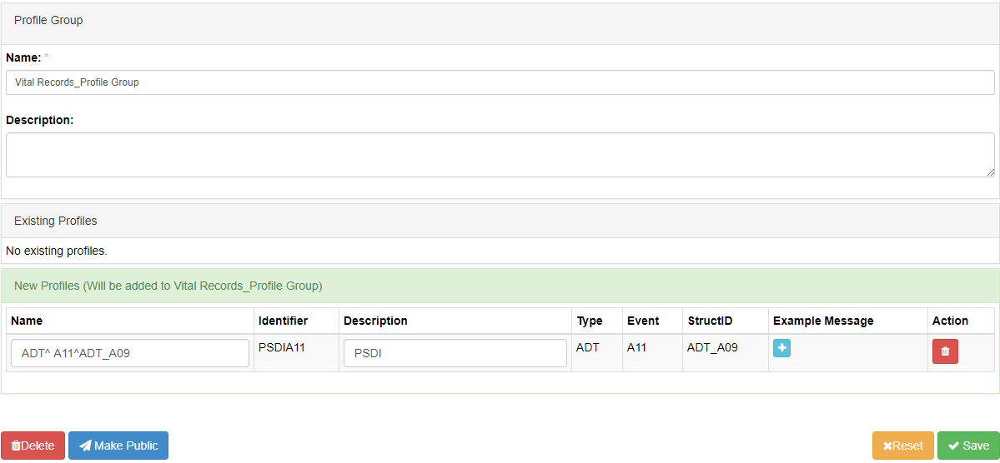 Profile Group
Name: *
Vital Records_Profile Group
Description:
Existing Profiles
No existing profiles.
New Profiles (Will be added to Vital Records_Profile Group)
Name Identifier Description Type Event StructID Example Message Action
ADT^ A11^ADT_A09 PSDIA11 PSDI ADT A11 ADT_A09
Delete Make Public Reset Save